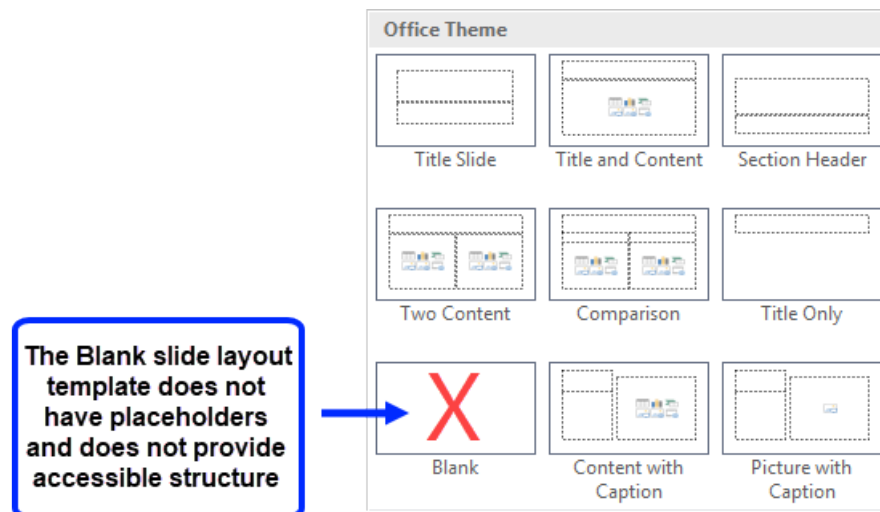 Office Theme
Title Slide
Title and Content
Section Header
Two Content
Comparison
Title Only
The Blank slide layout
template does not
have placeholders
and does not provide
accessible structure
X
Blank
Content with
Caption
Picture with
Caption